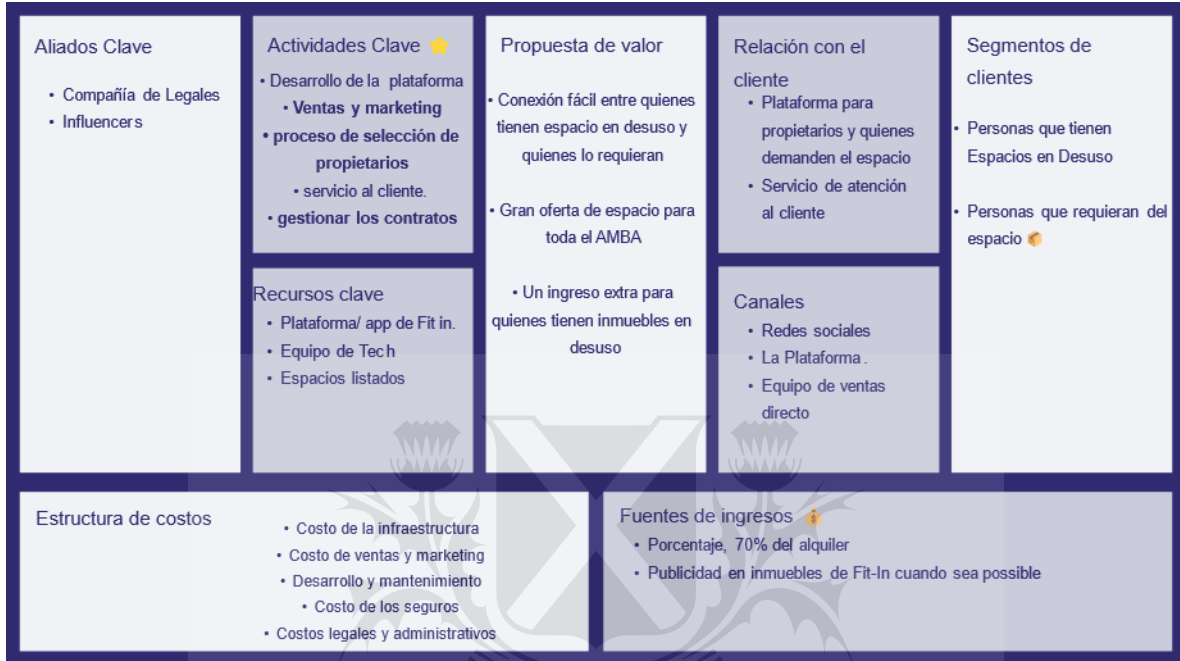 Aliados Clave
• Compañía de Legales
• Influencers
Actividades Clave ⭐
• Desarrollo de la plataforma
• Ventas y marketing
• proceso de selección de
propietarios
• servicio al cliente.
• gestionar los contratos
Recursos clave
• Plataforma/ app de Fit in.
• Equipo de Tech
• Espacios listados
Propuesta de valor
• Conexión fácil entre quienes
tienen espacio en desuso y
quienes lo requieran
• Gran oferta de espacio para
toda el AMBA
• Un ingreso extra para
quienes tienen inmuebles en
desuso
Relación con el
cliente
• Plataforma para
propietarios y quienes
demanden el espacio
• Servicio de atención
al cliente
Canales
• Redes sociales
• La Plataforma .
• Equipo de ventas
directo
Segmentos de
clientes
• Personas que tienen
Espacios en Desuso
• Personas que requieran del
espacio 📦
Estructura de costos
• Costo de la infraestructura
• Costo de ventas y marketing
• Desarrollo y mantenimiento
• Costo de los seguros
• Costos legales y administrativos
Fuentes de ingresos 💰
• Porcentaje, 70% del alquiler
• Publicidad en inmuebles de Fit-In cuando sea possible